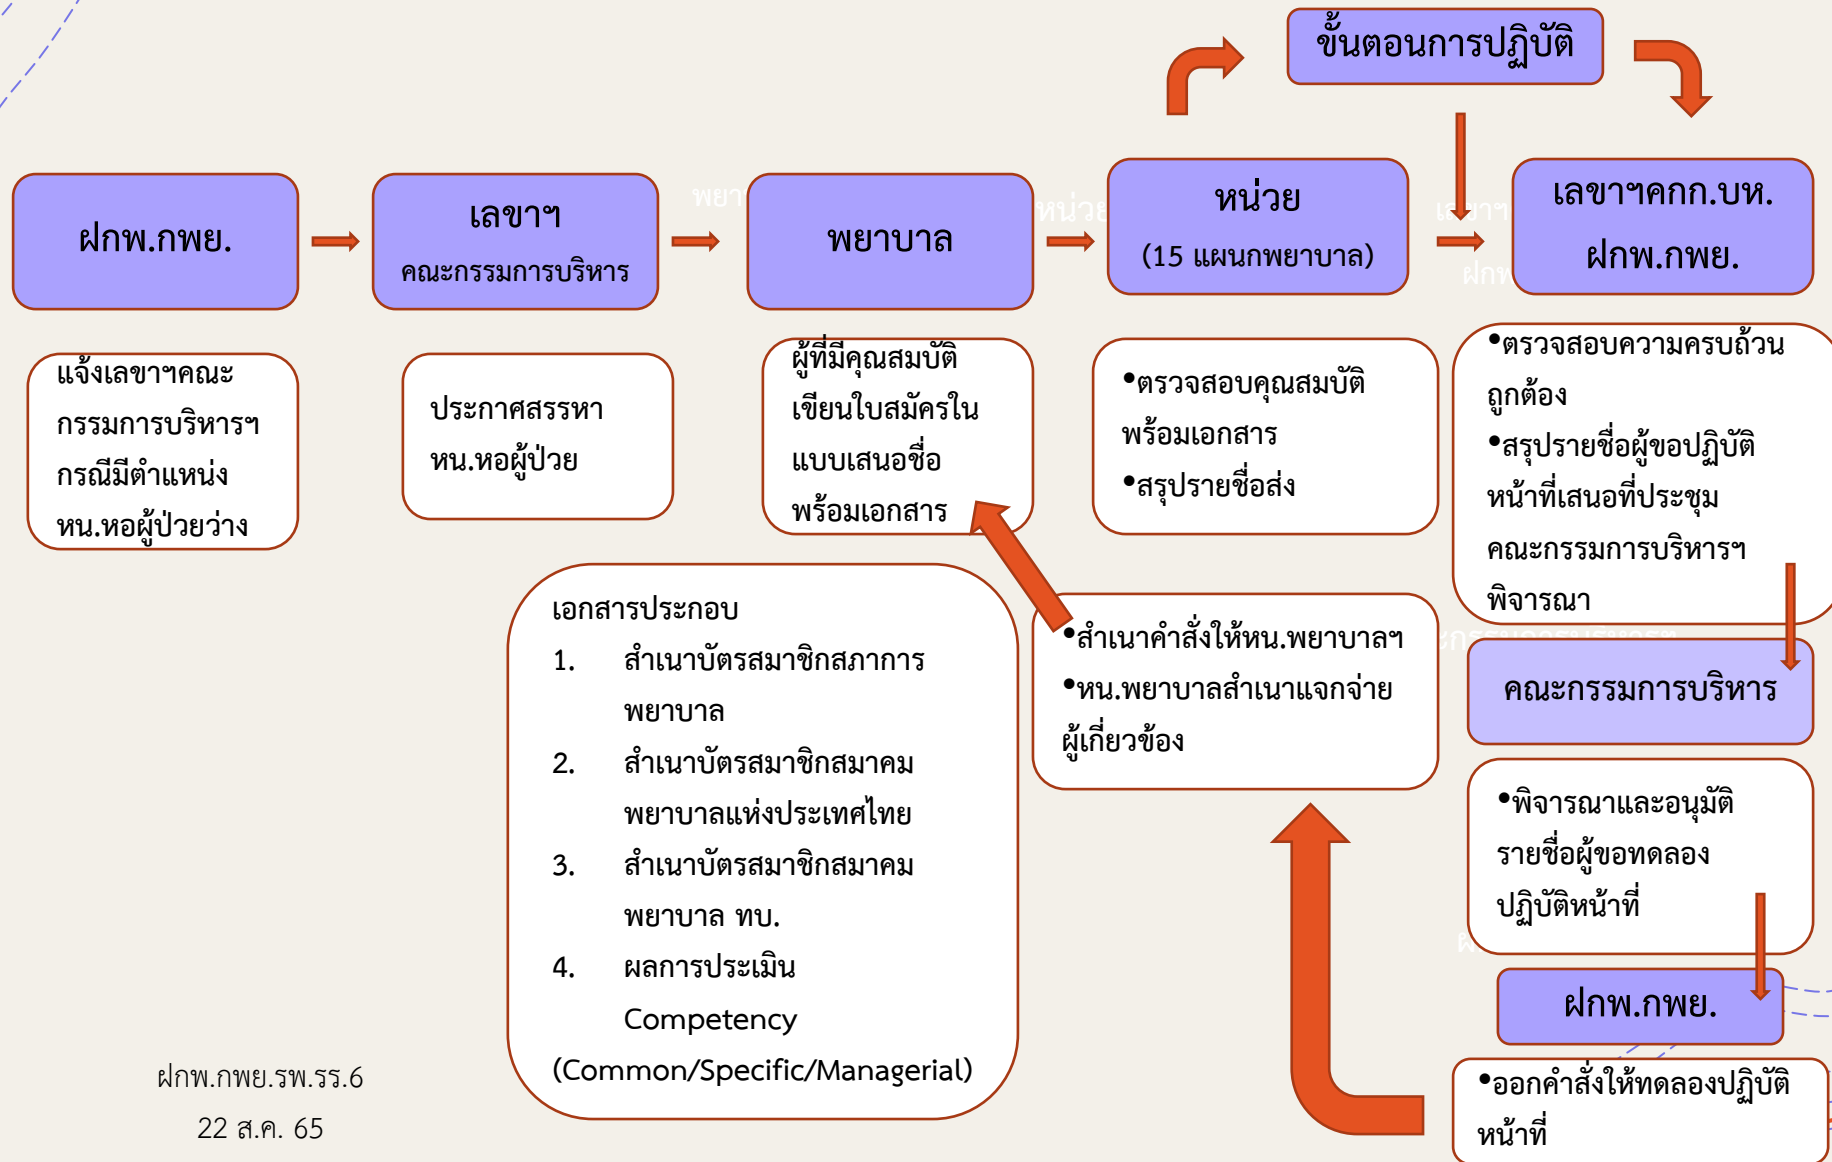 ขั้นตอนการปฏิบัติ
ฝกพ.กพย.
เลขาฯ
คณะกรรมการบริหาร
พยาบาล
หน่วย
(15 แผนกพยาบาล)
เลขาฯคกก.บห.
ฝกพ.กพย.
แจ้งเลขาฯคณะ
กรรมการบริหารฯ
กรณีมีตำแหน่ง
หน.หอผู้ป่วยว่าง
ประกาศสรรหา
หน.หอผู้ป่วย
ผู้ที่มีคุณสมบัติ
เขียนใบสมัครใน
แบบเสนอชื่อ
พร้อมเอกสาร
•ตรวจสอบคุณสมบัติ
พร้อมเอกสาร
•สรุปรายชื่อส่ง
•ตรวจสอบความครบถ้วน
ถูกต้อง
•สรุปรายชื่อผู้ขอปฏิบัติ
หน้าที่เสนอที่ประชุม
คณะกรรมการบริหารฯ
พิจารณา
เอกสารประกอบ
1. สำเนาบัตรสมาชิกสภาการ
พยาบาล
2. สำเนาบัตรสมาชิกสมาคม
พยาบาลแห่งประเทศไทย
3. สำเนาบัตรสมาชิกสมาคม
พยาบาล ทบ.
4. ผลการประเมิน
Competency
(Common/Specific/Managerial)
•สำเนาคำสั่งให้หน.พยาบาลฯ
•หน.พยาบาลสำเนาแจกจ่าย
ผู้เกี่ยวข้อง
คณะกรรมการบริหาร
•พิจารณาและอนุมัติ
รายชื่อผู้ขอทดลอง
ปฏิบัติหน้าที่
ฝกพ.กพย.
•ออกคำสั่งให้ทดลองปฏิบัติ
หน้าที่
ฝกพ.กพย.รพ.รร.6
22 ส.ค. 65